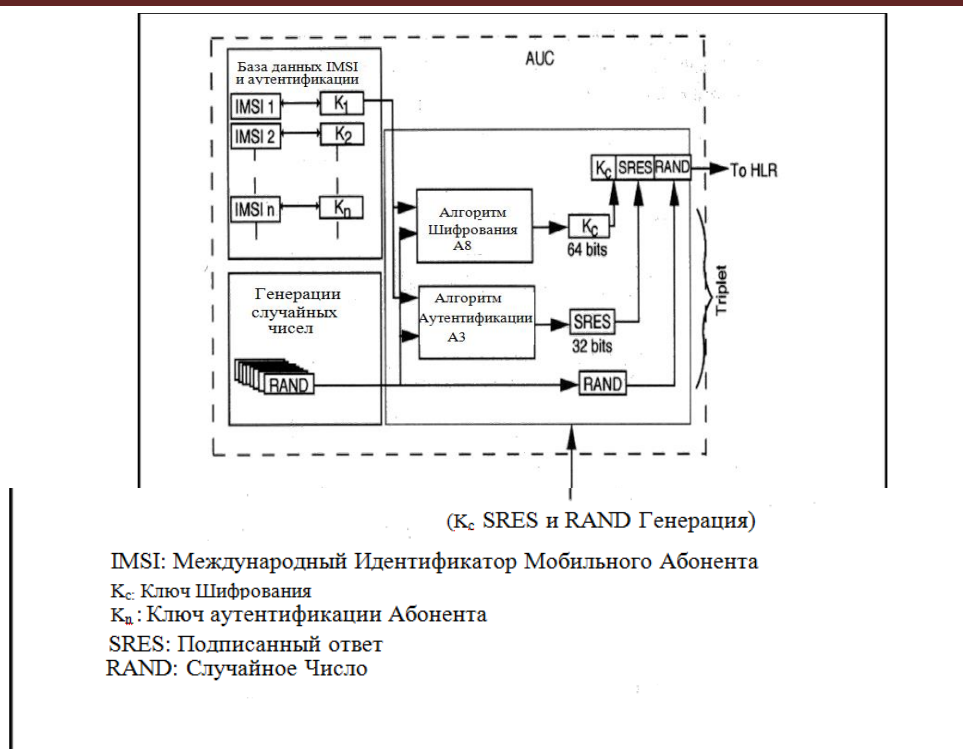 AUC
База данных IMSI
и аутентификации
IMSI 1
K1
IMSI 2
K2
IMSI n
Kn
Kc SRES RAND
To HLR
Алгоритм
Шифрования
A8
Kc
64 bits
Triplet
Генерации
случайных
чисел
Алгоритм
Аутентификации
А3
SRES
32 bits
RAND
RAND
(Kc SRES и RAND Генерация)
IMSI: Международный Идентификатор Мобильного Абонента
Kc: Ключ Шифрования
Kn : Ключ аутентификации Абонента
SRES: Подписанный ответ
RAND: Случайное Число